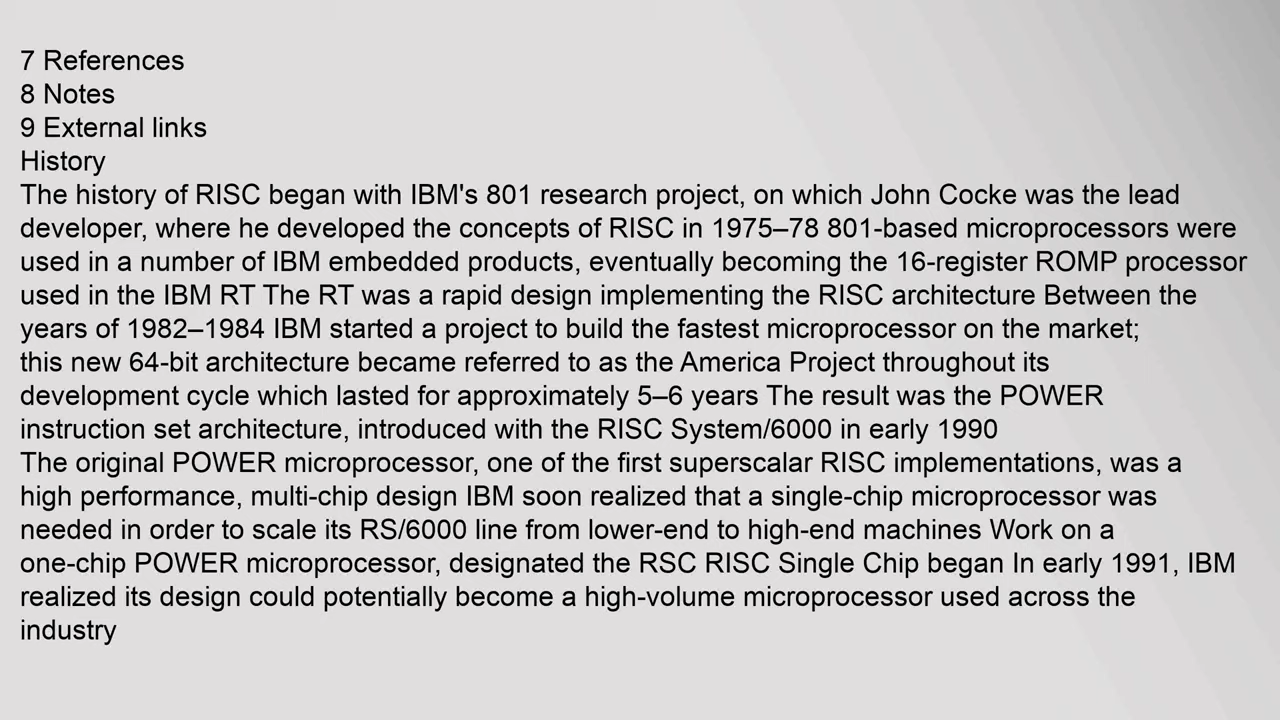 7 References
8 Notes
9 External links
History
The history of RISC began with IBM's 801 research project, on which John Cocke was the lead
developer, where he developed the concepts of RISC in 1975–78 801-based microprocessors were
used in a number of IBM embedded products, eventually becoming the 16-register ROMP processor
used in the IBM RT The RT was a rapid design implementing the RISC architecture Between the
years of 1982–1984 IBM started a project to build the fastest microprocessor on the market;
this new 64-bit architecture became referred to as the America Project throughout its
development cycle which lasted for approximately 5–6 years The result was the POWER
instruction set architecture, introduced with the RISC System/6000 in early 1990
The original POWER microprocessor, one of the first superscalar RISC implementations, was a
high performance, multi-chip design IBM soon realized that a single-chip microprocessor was
needed in order to scale its RS/6000 line from lower-end to high-end machines Work on a
one-chip POWER microprocessor, designated the RSC RISC Single Chip began In early 1991, IBM
realized its design could potentially become a high-volume microprocessor used across the
industry